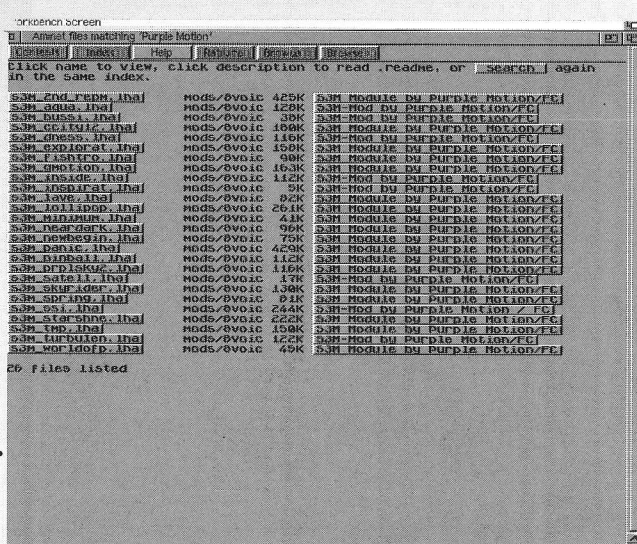 orkbench Screen
Aminet files matching 'Purple Motion'
Contents Index Help Retrace Browse < Browse >
Click name to view, click description to read .readme, or search again
in the same index.
S3M_2nd_repm.lha mods/8voic 425K S3M Module by Purple Motion/FC
S3M_aqua.lha mods/8voic 128K S3M-Mod by Purple Motion/FC
S3M_bussi.lha mods/8voic 38K S3M-Mod by Purple Motion/FC
S3M_ccity12.lha mods/8voic 180K S3M Module by Purple Motion/FC
S3M_dness.lha mods/8voic 116K S3M-Mod by Purple Motion/FC
S3M_explorat.lha mods/8voic 158K S3M Module by Purple Motion/FC
S3M_fishtro.lha mods/8voic 90K S3M Module by Purple Motion/FC
S3M_gmotion.lha mods/8voic 163K S3M Module by Purple Motion/FC
S3M_inside.lha mods/8voic 112K S3M-Mod by Purple Motion/FC
S3M_inspirat.lha mods/8voic 5K S3M-Mod by Purple Motion/FC
S3M_lave.lha mods/8voic 82K S3M Module by Purple Motion/FC
S3M_lollipop.lha mods/8voic 261K S3M Module by Purple Motion/FC
S3M_minimum.lha mods/8voic 41K S3M Module by Purple Motion/FC
S3M_neardark.lha mods/8voic 96K S3M Module by Purple Motion/FC
S3M_newbegin.lha mods/8voic 75K S3M Module by Purple Motion/FC
S3M_panic.lha mods/8voic 429K S3M Module by Purple Motion/FC
S3M_pinball.lha mods/8voic 112K S3M Module by Purple Motion/FC
S3M_prplsky2.lha mods/8voic 116K S3M Module by Purple Motion/FC
S3M_satell.lha mods/8voic 17K S3M-Mod by Purple Motion/FC
S3M_skyrider.lha mods/8voic 130K S3M Module by Purple Motion/FC
S3M_spring.lha mods/8voic 81K S3M Module by Purple Motion/FC
mods/8voic 244K S3M-Mod by Purple Motion / FC
S3M_starshne.lha mods/8voic 222K S3M Module by Purple Motion/FC
S3M_tmp.lha mods/8voic 150K S3M Module by Purple Motion/FC
S3M_turbulen.lha mods/8voic 122K S3M-Mod by Purple Motion/FC
S3M_worldofp.lha mods/8voic 45K S3M Module by Purple Motion/FC
26 files listed